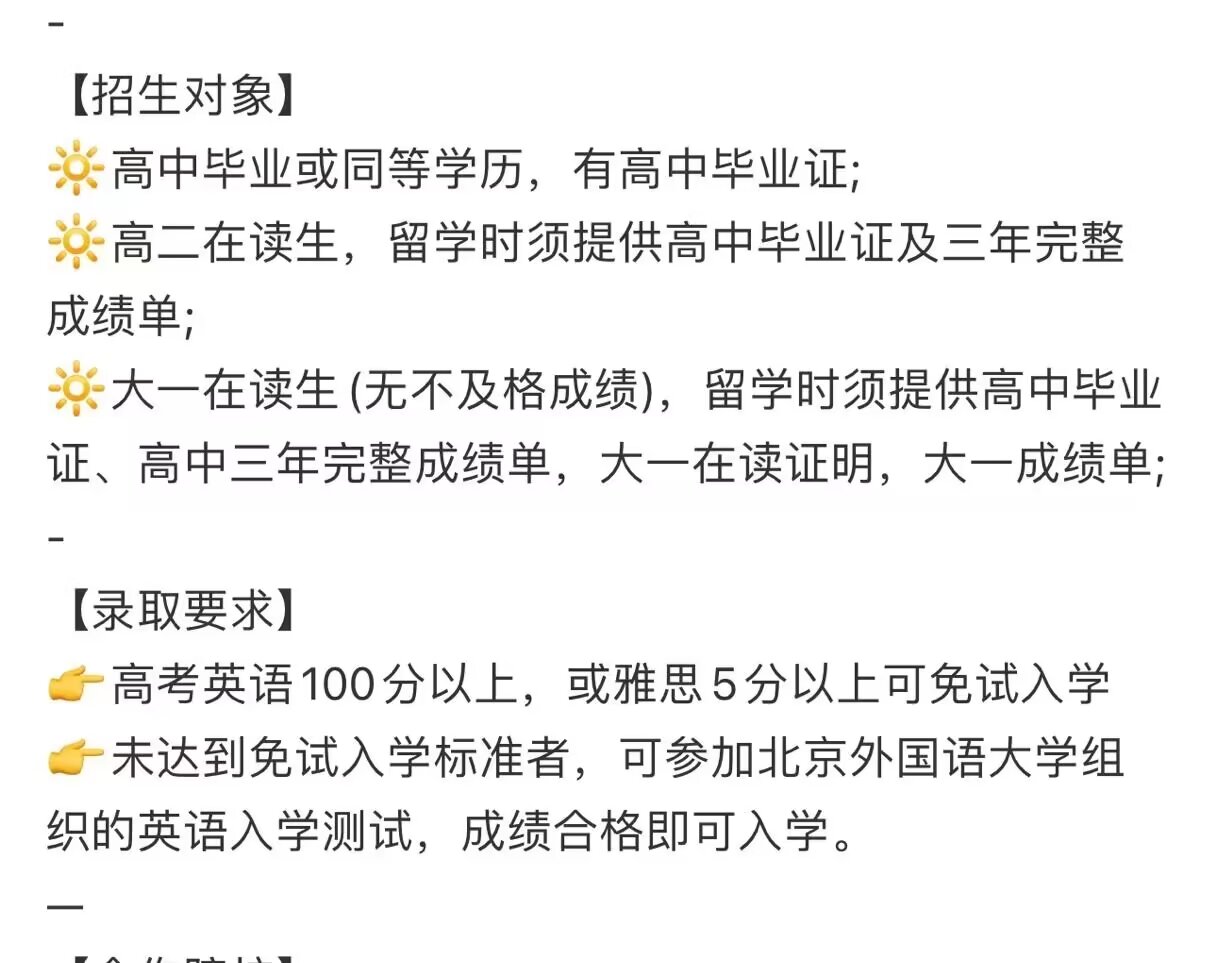 -
【招生对象】
🔆高中毕业或同等学历，有高中毕业证;
🔆高二在读生，留学时须提供高中毕业证及三年完整
成绩单;
🔆大一在读生(无不及格成绩)，留学时须提供高中毕业
证、高中三年完整成绩单，大一在读证明，大一成绩单;
-
【录取要求】
👉高考英语100分以上，或雅思5分以上可免试入学
👉未达到免试入学标准者，可参加北京外国语大学组
织的英语入学测试，成绩合格即可入学。
—